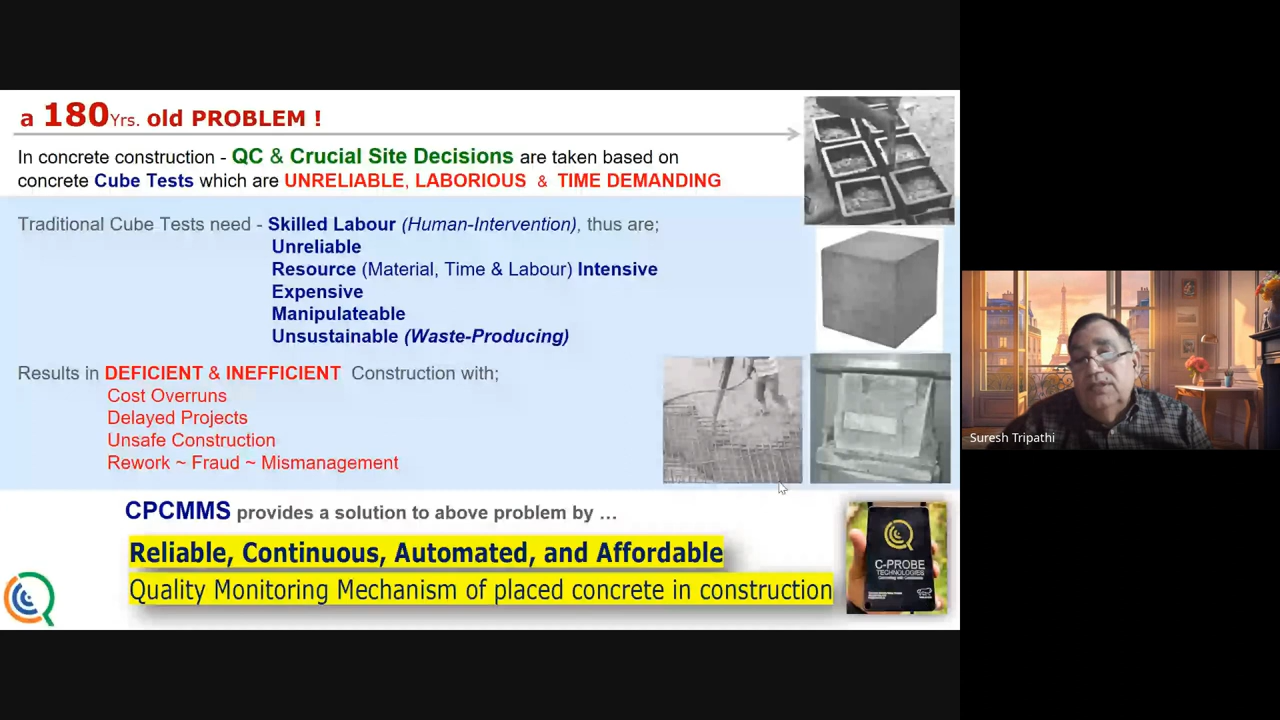 a 180Yrs. old PROBLEM !
In concrete construction - QC & Crucial Site Decisions are taken based on
concrete Cube Tests which are UNRELIABLE, LABORIOUS & TIME DEMANDING
Traditional Cube Tests need - Skilled Labour (Human-Intervention), thus are;
Unreliable
Resource (Material, Time & Labour) Intensive
Expensive
Manipulateable
Unsustainable (Waste-Producing)
Results in DEFICIENT & INEFFICIENT Construction with;
Cost Overruns
Delayed Projects
Unsafe Construction
Rework ~ Fraud ~ Mismanagement
CPCMMS provides a solution to above problem by …
Reliable, Continuous, Automated, and Affordable
Quality Monitoring Mechanism of placed concrete in construction
C-PROBE
TECHNOLOGIES
Suresh Tripathi